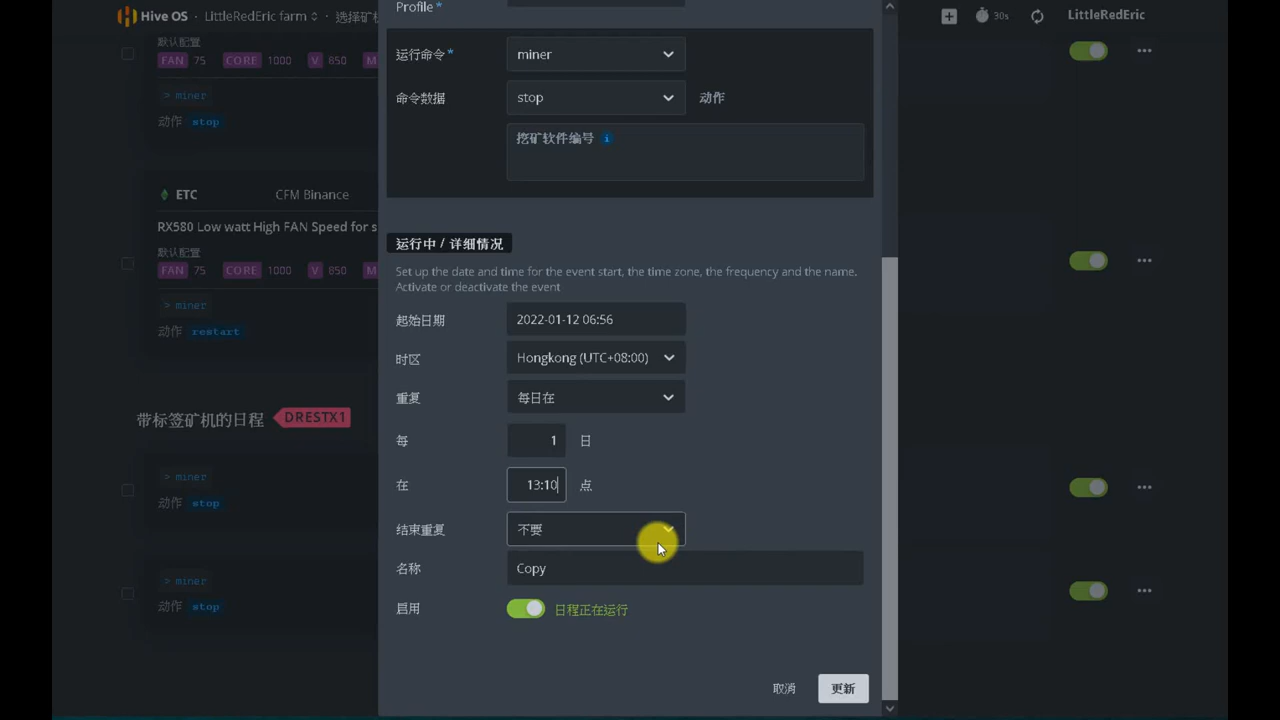 Hive OS
LittleRedEric farm
选择矿机
30s
LittleRedEric
默认配置
FAN 75 CORE 1000 V 850
> miner
动作 stop
ETC CFM Binance
RX580 Low watt High FAN Speed for s
默认配置
FAN 75 CORE 1000 V 850
> miner
动作 restart
带标签矿机的日程 DRESTX1
> miner
动作 stop
> miner
动作 stop
Profile *
运行命令* miner
命令数据 stop 动作
挖矿软件编号 i
运行中 / 详细情况
Set up the date and time for the event start, the time zone, the frequency and the name.
Activate or deactivate the event
起始日期 2022-01-12 06:56
时区 Hongkong (UTC+08:00)
重复 每日在
每 1 日
在 13:10 点
结束重复 不要
名称 Copy
启用 日程正在运行
取消 更新